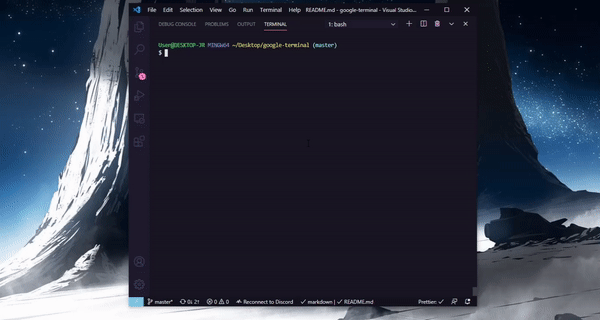 File Edit Selection View Go Run Terminal Help README.md - google-terminal - Visual Studio...
DEBUG CONSOLE PROBLEMS OUTPUT TERMINAL 1: bash
User@DESKTOP-JR MINGW64 ~/Desktop/google-terminal (master)
$
master* 0↓ 2↑ 0 0 Reconnect to Discord markdown | README.md Prettier: ✓